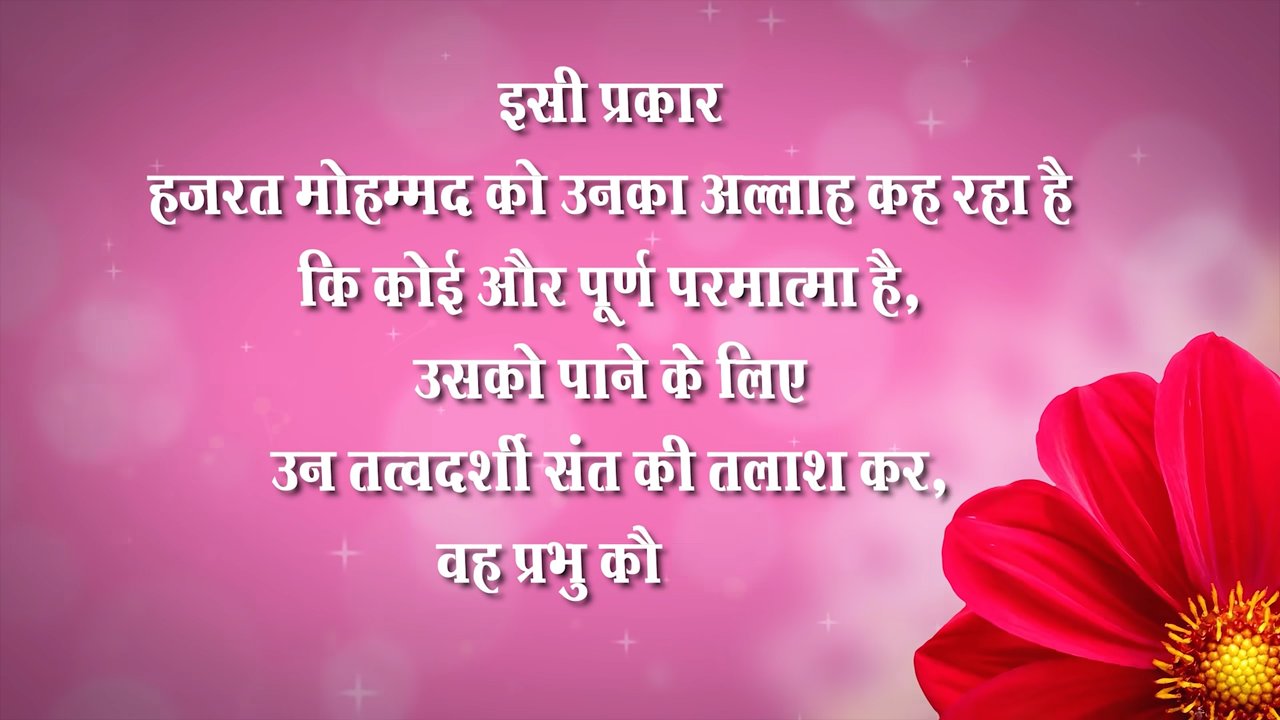 इसी प्रकार
हजरत मोहम्मद को उनका अल्लाह कह रहा है
कि कोई और पूर्ण परमात्मा है,
उसको पाने के लिए
उन तत्वदर्शी संत की तलाश कर,
वह प्रभु कौ